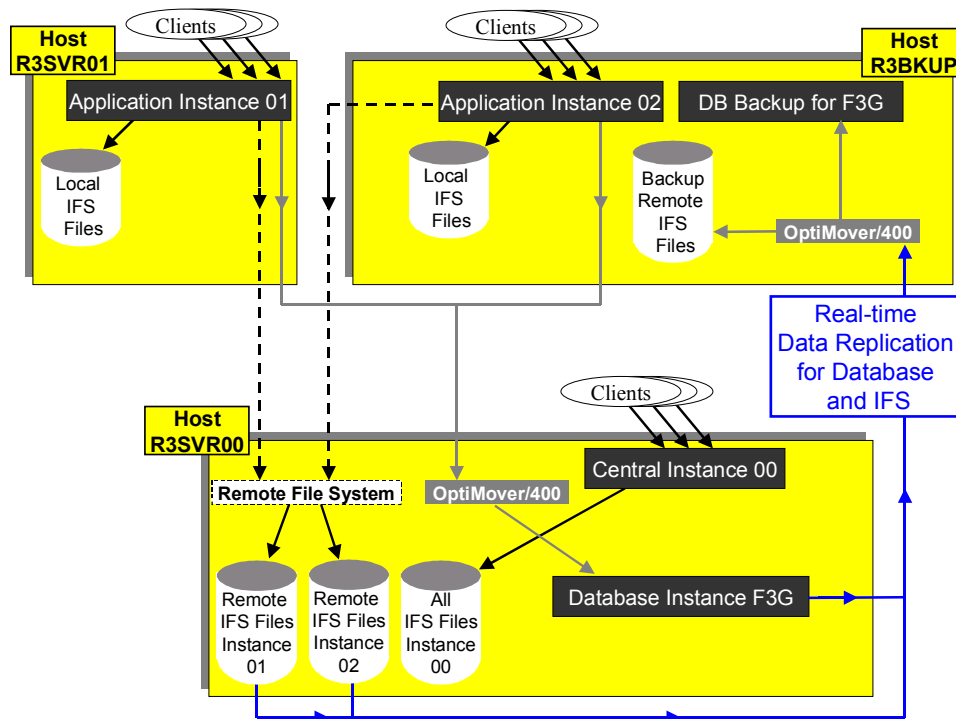 Clients
Host
R3SVR01
Application Instance 01
Local
IFS
Files
Clients
Host
R3BKUP
Application Instance 02
DB Backup for F3G
Local
IFS
Files
Backup
Remote
IFS
Files
OptiMover/400
Real-time
Data Replication
for Database
and IFS
Clients
Host
R3SVR00
Central Instance 00
Remote File System
OptiMover/400
Remote
IFS Files
Instance
01
Remote
IFS Files
Instance
02
All
IFS Files
Instance
00
Database Instance F3G